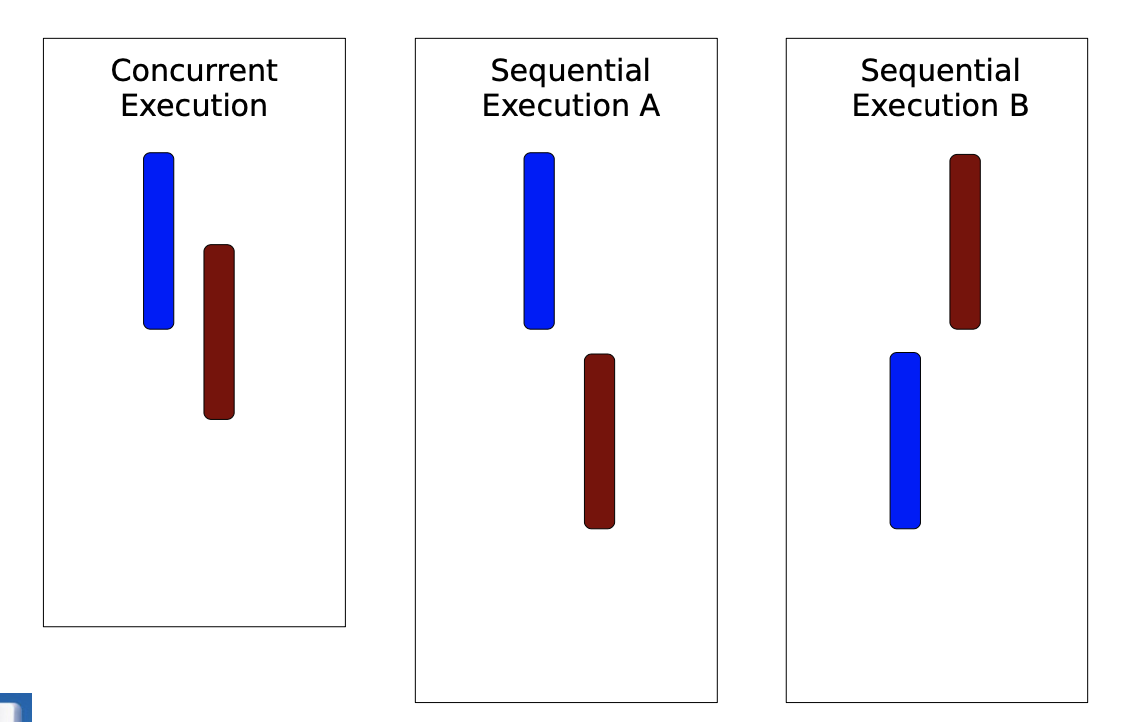 Concurrent
Execution
Sequential
Execution A
Sequential
Execution B